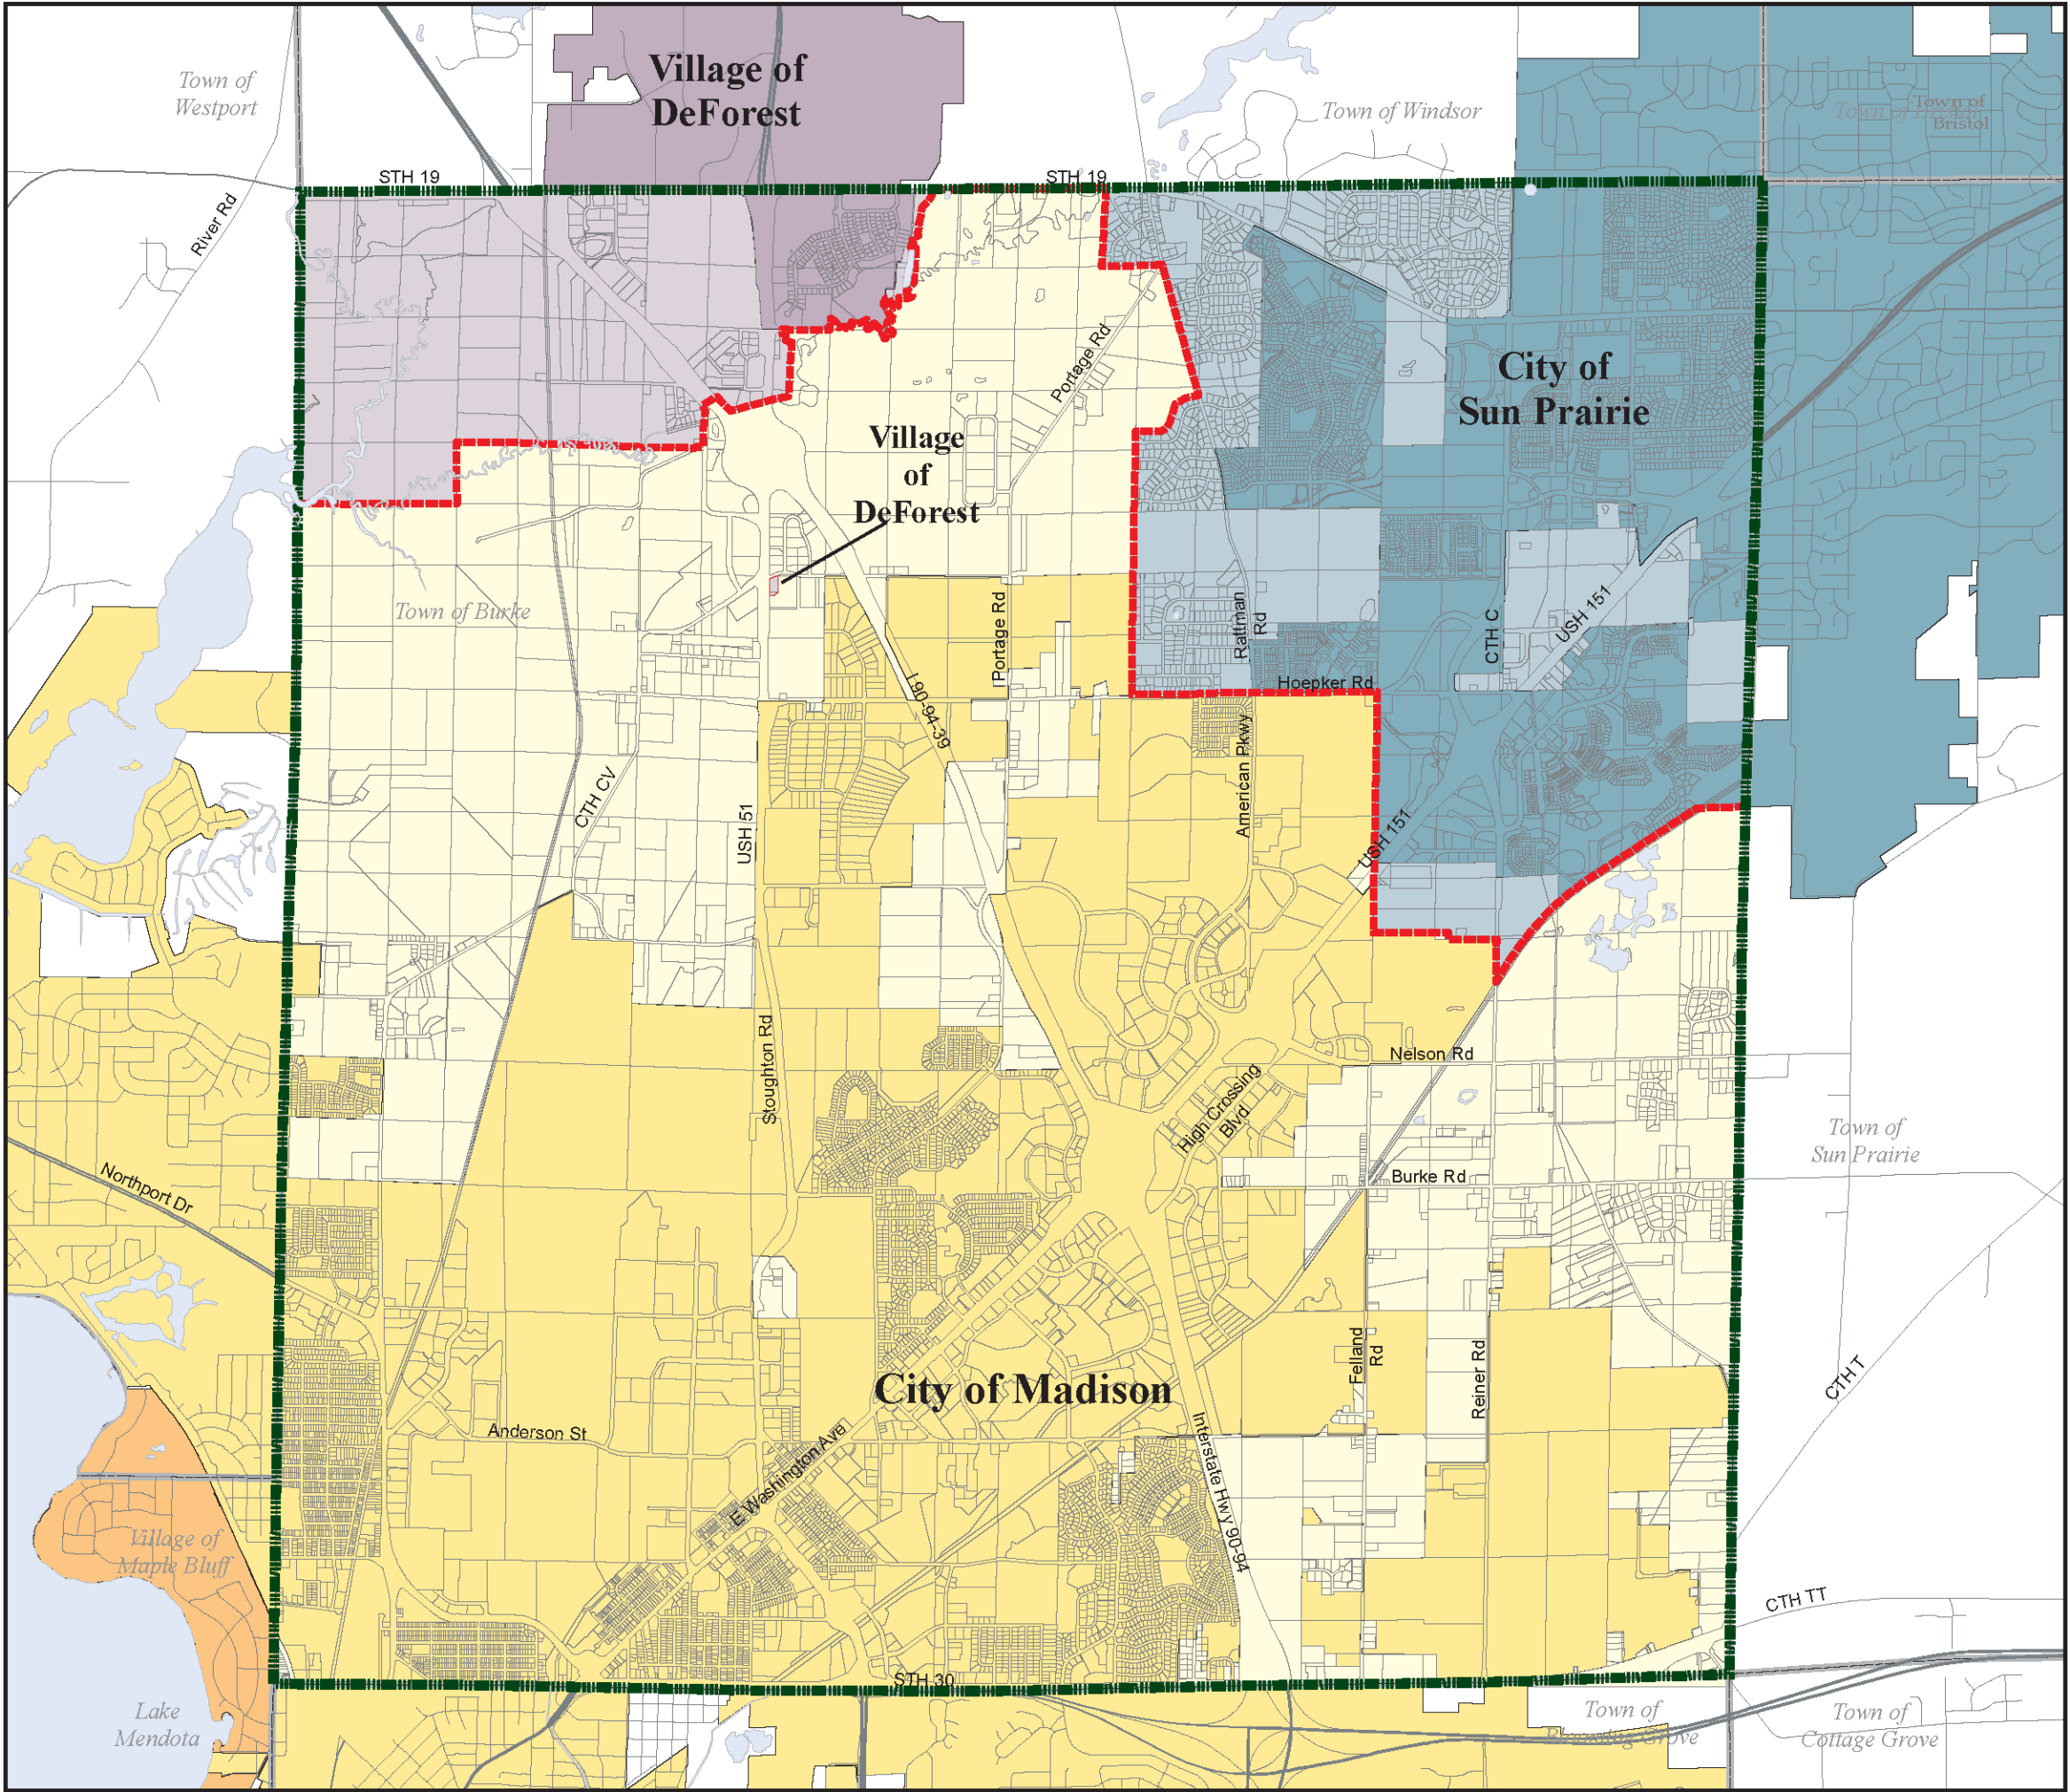 Village of
DeForest
Town of
Westport
Town of Windsor
Town of
Bristol
STH 19
STH 19
River Rd
City of
Sun Prairie
Portage Rd
Village
of
DeForest
Town of Burke
Portage Rd
Rattman
Rd
CTH C
USH 151
Hoepker Rd
I-90-94-39
American Pkwy
CTH CV
USH 51
USH 151
Stoughton Rd
Nelson Rd
High Crossing
Blvd
Town of
Sun Prairie
Burke Rd
Northport Dr
Felland
Rd
Reiner Rd
CTH T
City of Madison
Anderson St
E Washington Ave
Interstate Hwy 90-94
Village of
Maple Bluff
CTH TT
STH 30
Lake
Mendota
Town of
Blooming Grove
Town of
Cottage Grove